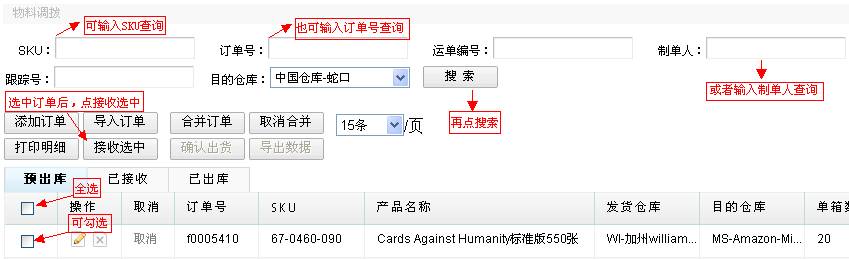 物料调拨
可输入SKU查询
也可输入订单号查询
SKU： 订单号： 运单编号： 制单人：
跟踪号： 目的仓库： 中国仓库-蛇口 搜 索
或者输入制单人查询
选中订单后，点接收选中
再点搜索
添加订单 导入订单 合并订单 取消合并 15条 /页
打印明细 接收选中 确认出货 导出数据
预出库 已接收 已出库
全选
操作 取消 订单号 SKU 产品名称 发货仓库 目的仓库 单箱数
可勾选
取消 f0005410 67-0460-090 Cards Against Humanity标准版550张 WI-加州william... MS-Amazon-Mi... 20